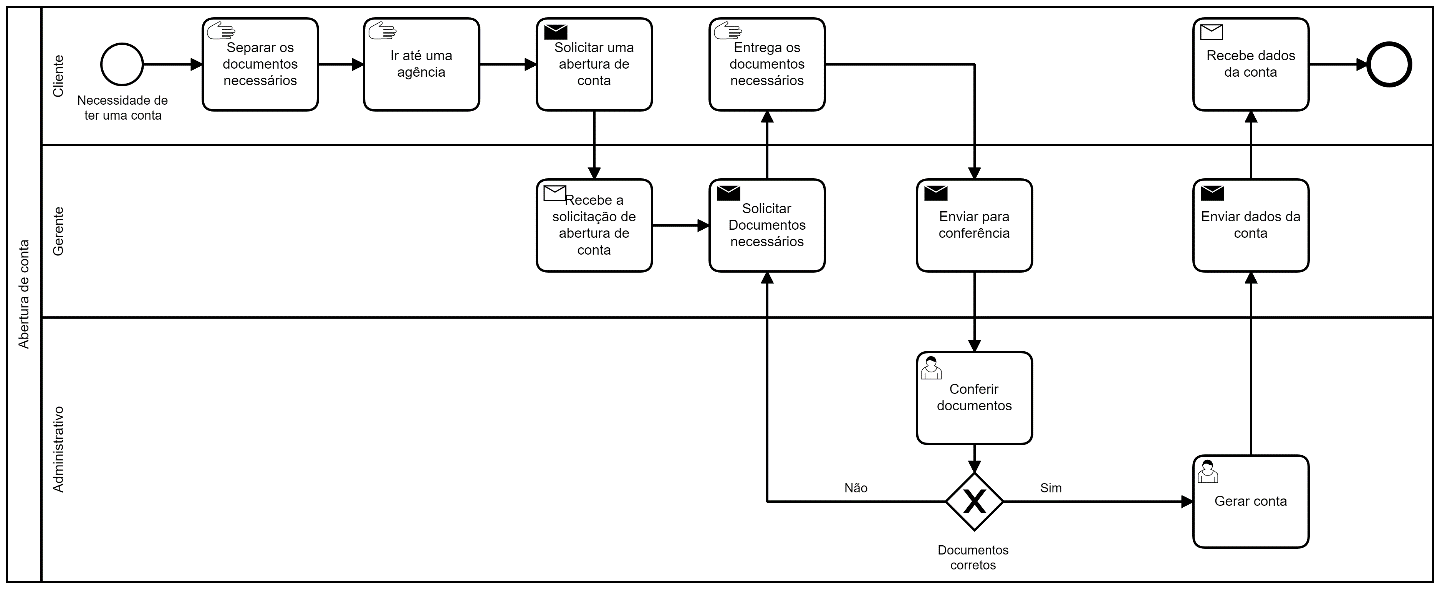 Abertura de conta
Cliente
Necessidade de
ter uma conta
Separar os
documentos
necessários
Ir até uma
agência
Solicitar uma
abertura de
conta
Entrega os
documentos
necessários
Recebe dados
da conta
Gerente
Recebe a
solicitação de
abertura de
conta
Solicitar
Documentos
necessários
Enviar para
conferência
Enviar dados da
conta
Administrativo
Conferir
documentos
Não
Sim
Documentos
corretos
Gerar conta